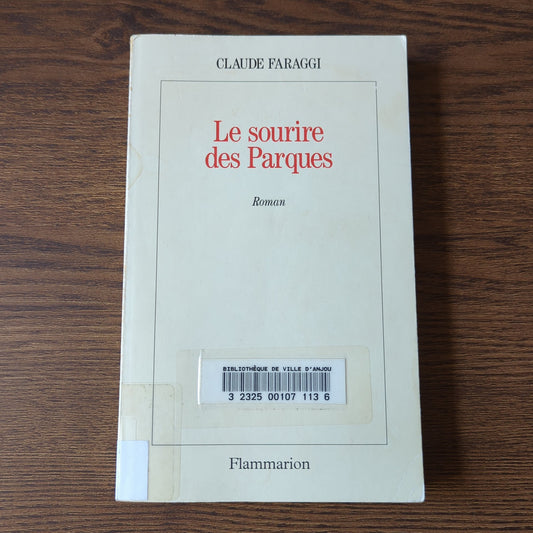 CLAUDE FARAGGI
Le sourire
des Parques
Roman
BIBLIOTHÈQUE DE VILLE D'ANJOU
3 2325 00107 113 6
Flammarion